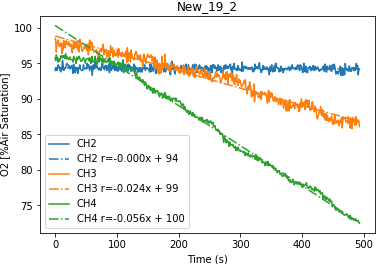 New_19_2
O2 [%Air Saturation]
100
95
90
85
80
75
CH2
CH2 r=-0.000x + 94
CH3
CH3 r=-0.024x + 99
CH4
CH4 r=-0.056x + 100
0 100 200 300 400 500
Time (s)